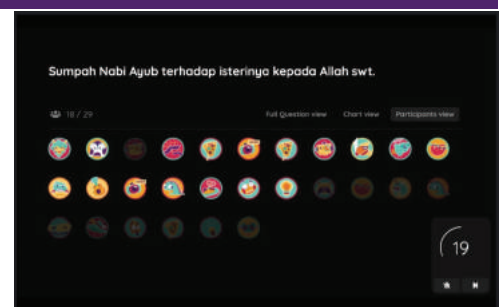 Sumpah Nabi Ayub terhadap isterinya kepada Allah swt.
18 / 29
Full Question view
Chart view
Participants view
19